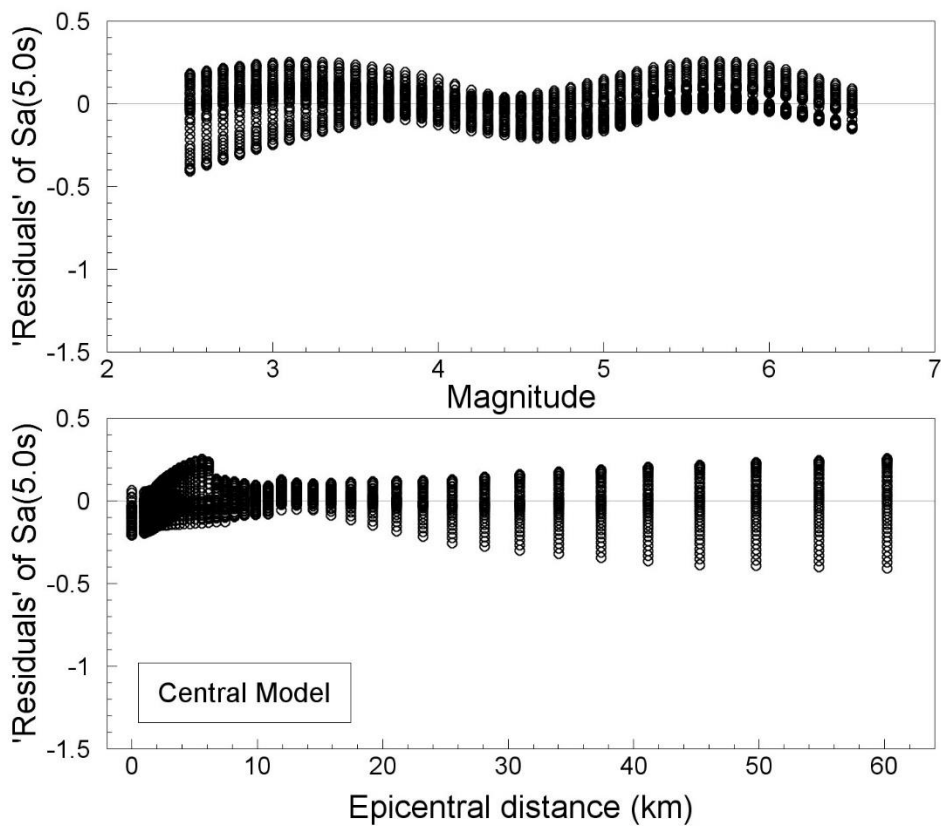 'Residuals' of Sa(5.0s)
0.5
0
-0.5
-1
-1.5
2 3 4 5 6 7
Magnitude
'Residuals' of Sa(5.0s)
0.5
0
-0.5
-1
-1.5
Central Model
0 10 20 30 40 50 60
Epicentral distance (km)